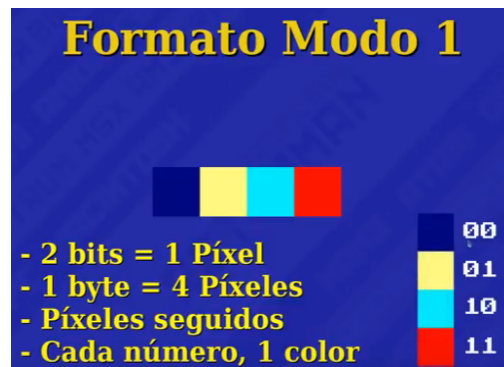 Formato Modo 1
- 2 bits = 1 Píxel
- 1 byte = 4 Píxeles
- Píxeles seguidos
- Cada número, 1 color
00
01
10
11